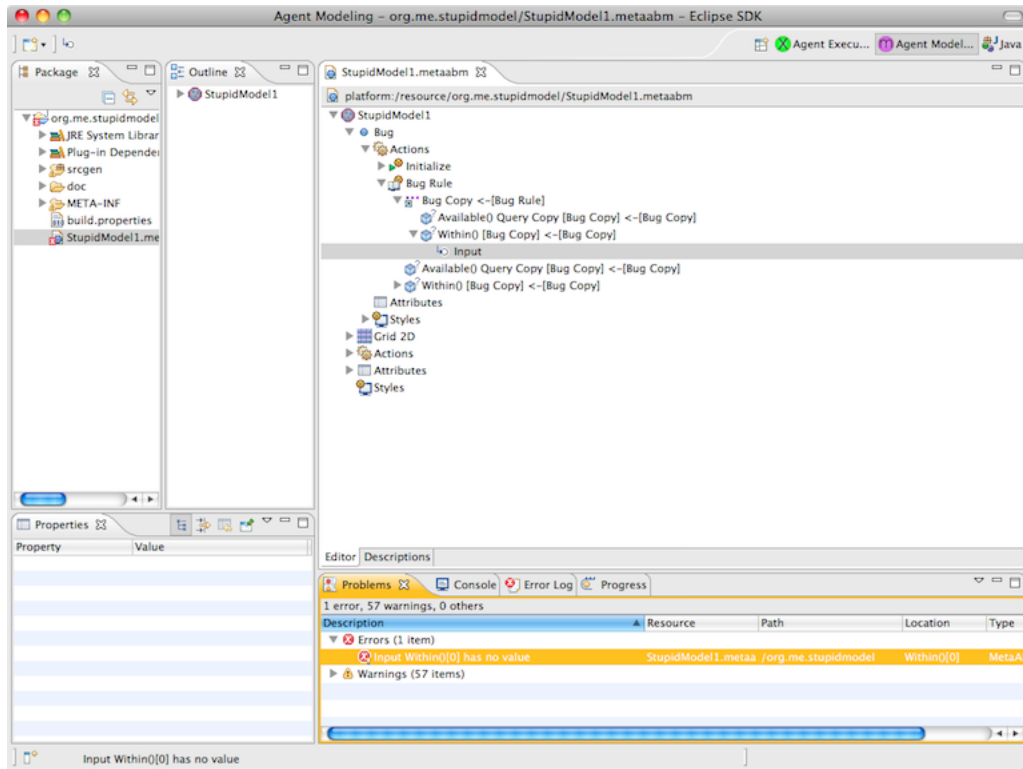 Agent Modeling – org.me.stupidmodel/StupidModel1.metaabm – Eclipse SDK
Agent Execu... Agent Model... Java
Package
Outline
StupidModel1.metaabm
org.me.stupidmodel
JRE System Librar
Plug-in Depende
srcgen
doc
META-INF
build.properties
StupidModel1.me
StupidModel1
platform:/resource/org.me.stupidmodel/StupidModel1.metaabm
StupidModel1
Bug
Actions
Initialize
Bug Rule
Bug Copy <-[Bug Rule]
Available() Query Copy [Bug Copy] <-[Bug Copy]
Within() [Bug Copy] <-[Bug Copy]
Input
Available() Query Copy [Bug Copy] <-[Bug Copy]
Within() [Bug Copy] <-[Bug Copy]
Attributes
Styles
Grid 2D
Actions
Attributes
Styles
Properties
Property Value
Editor Descriptions
Problems Console Error Log Progress
1 error, 57 warnings, 0 others
Description Resource Path Location Type
Errors (1 item)
Input Within()[0] has no value StupidModel1.metaa /org.me.stupidmodel Within()[0] MetaA
Warnings (57 items)
Input Within()[0] has no value